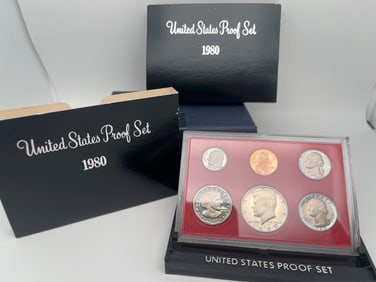 United States Proof Set
1980
United States Proof Set
1980
UNITED STATES PROOF SET